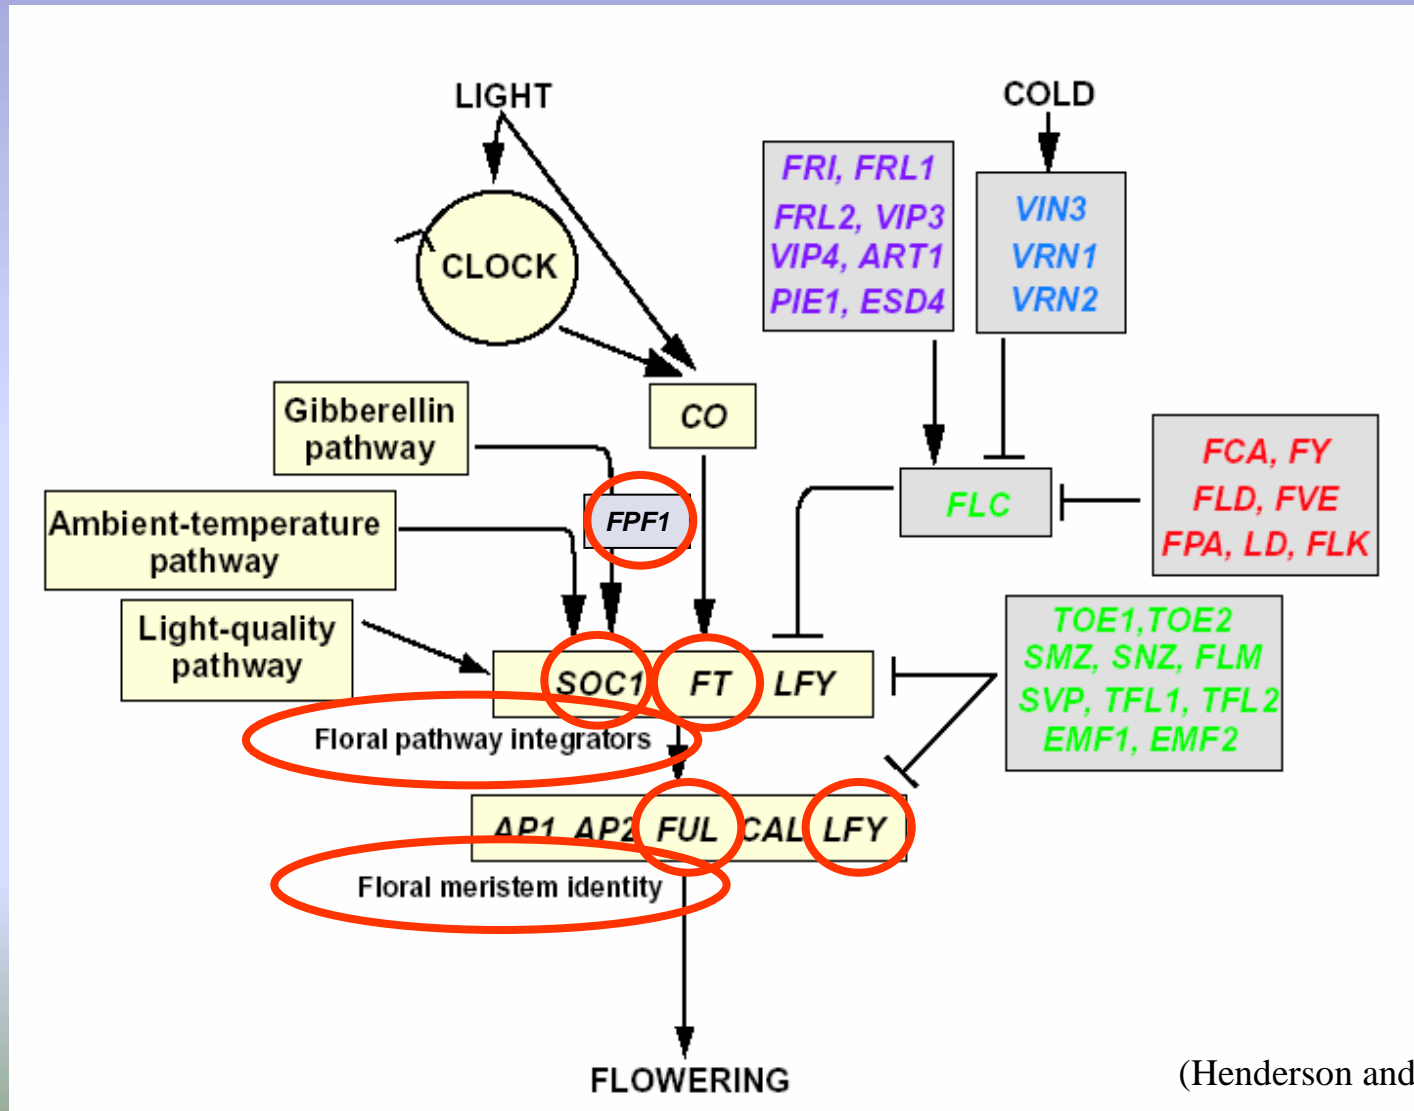 LIGHT
COLD
FRI, FRL1
FRL2, VIP3
VIP4, ART1
PIE1, ESD4
VIN3
VRN1
VRN2
CLOCK
Gibberellin
pathway
CO
FCA, FY
FLD, FVE
FPA, LD, FLK
FLC
Ambient-temperature
pathway
FPF1
Light-quality
pathway
TOE1,TOE2
SMZ, SNZ, FLM
SVP, TFL1, TFL2
EMF1, EMF2
SOC1 FT LFY
Floral pathway integrators
AP1 AP2 FUL CAL LFY
Floral meristem identity
FLOWERING
(Henderson and